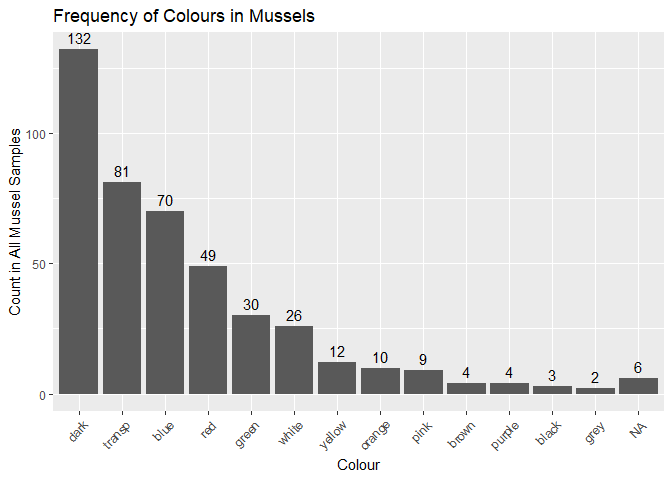 Frequency of Colours in Mussels
132
81
70
49
30
26
12
10
9
4
4
3
2
6
100
50
0
Count in All Mussel Samples
dark
transp
blue
red
green
white
yellow
orange
pink
brown
purple
black
grey
NA
Colour